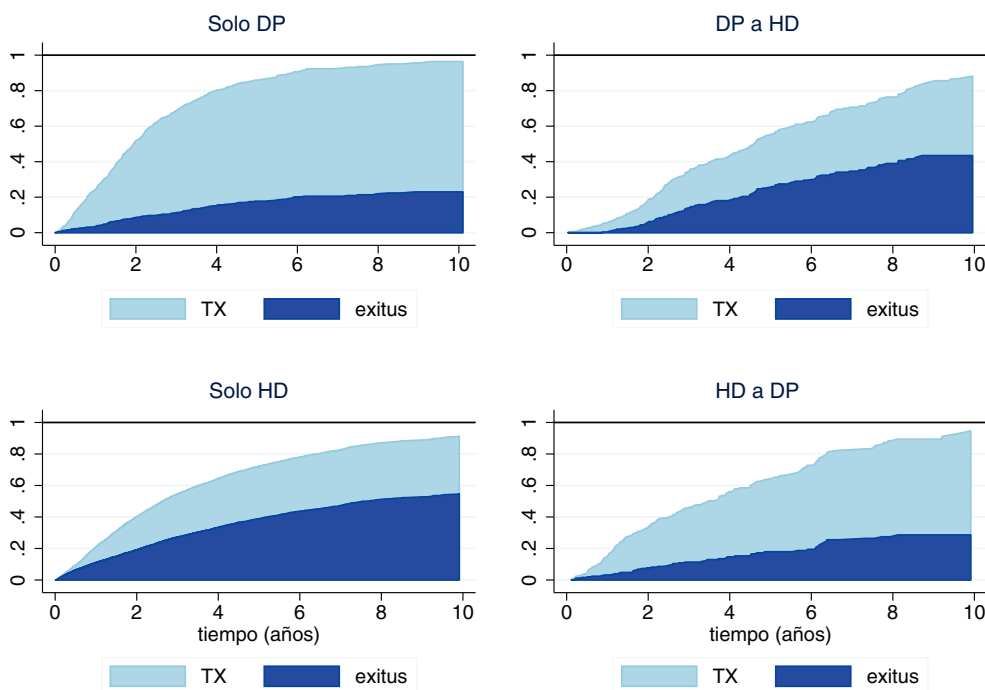 Solo DP
DP a HD
0 .2 .4 .6 .8 1
0 2 4 6 8 10
TX exitus
0 .2 .4 .6 .8 1
0 2 4 6 8 10
TX exitus
Solo HD
HD a DP
0 .2 .4 .6 .8 1
0 2 4 6 8 10
tiempo (años)
TX exitus
0 .2 .4 .6 .8 1
0 2 4 6 8 10
tiempo (años)
TX exitus